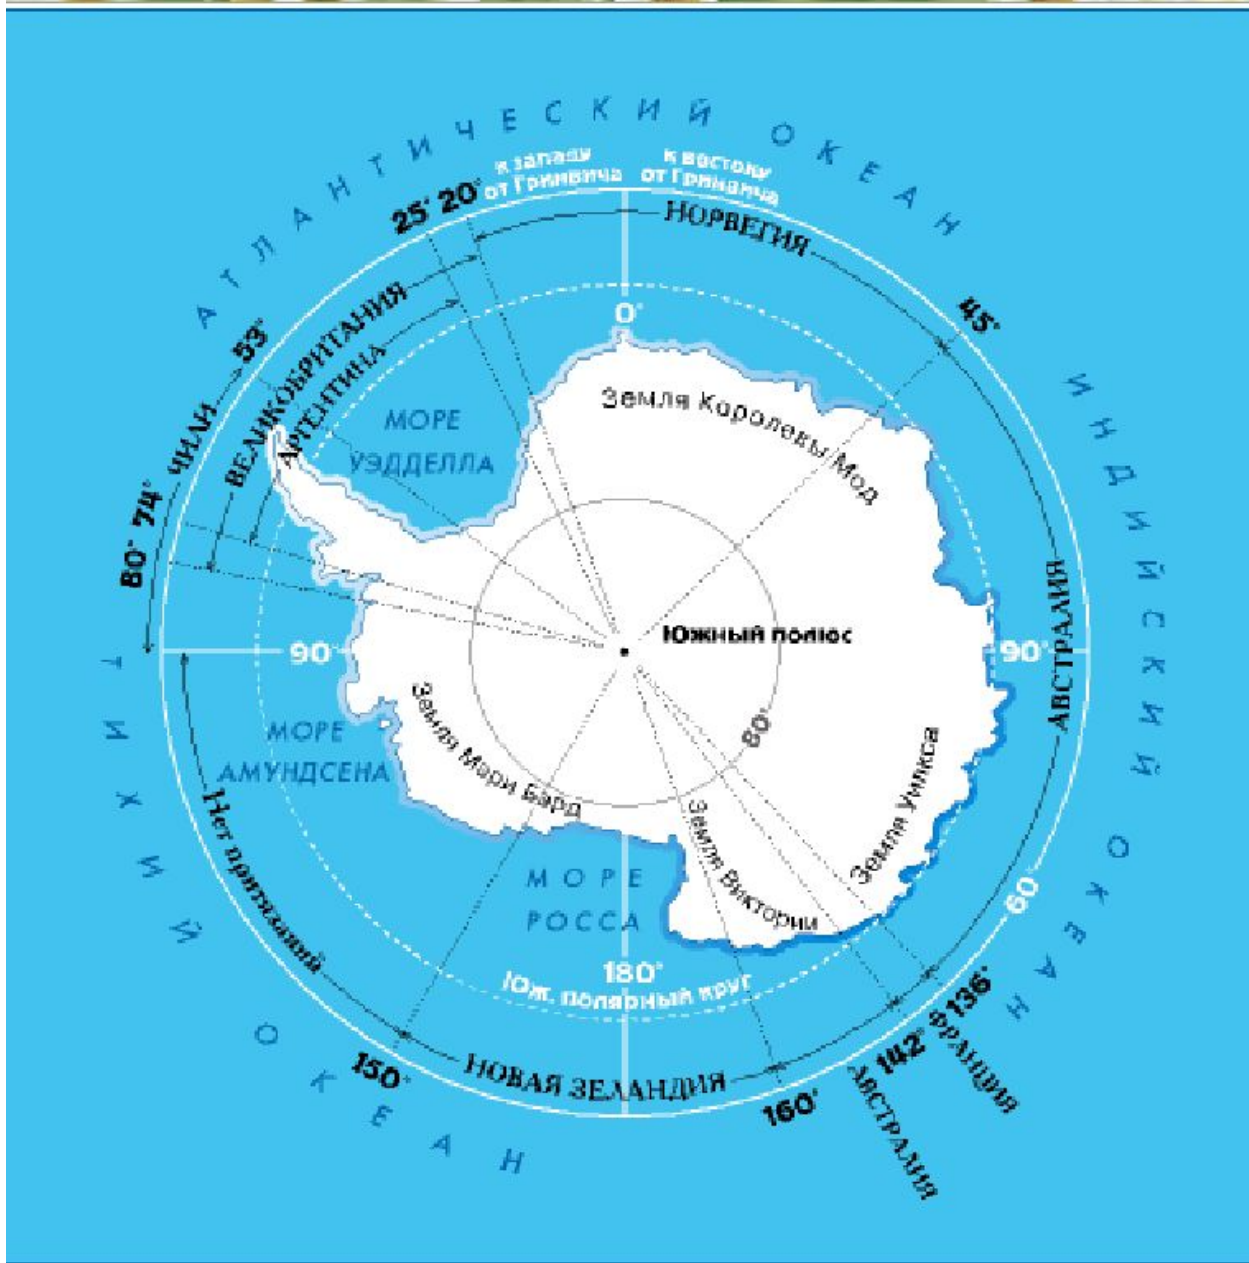 АТЛАНТИЧЕСКИЙ ОКЕАН
к западу
от Гринвича
к востоку
от Гринвича
25° 20°
НОРВЕГИЯ
0°
53°
45°
ВЕЛИКОБРИТАНИЯ
АРГЕНТИНА
ЧИЛИ
74°
80°
МОРЕ
УЭДДЕЛЛА
Земля Королевы Мод
ИНДИЙСКИЙ ОКЕАН
АВСТРАЛИЯ
Южный полюс
90°
90°
80°
Земля Мари Бэрд
МОРЕ
АМУНДСЕНА
Земля Уилкса
Земля Виктории
Нет притязаний
МОРЕ
РОССА
60°
180°
Юж. полярный круг
136°
ФРАНЦИЯ
142°
АВСТРАЛИЯ
160°
НОВАЯ ЗЕЛАНДИЯ
150°
ТИХИЙ ОКЕАН